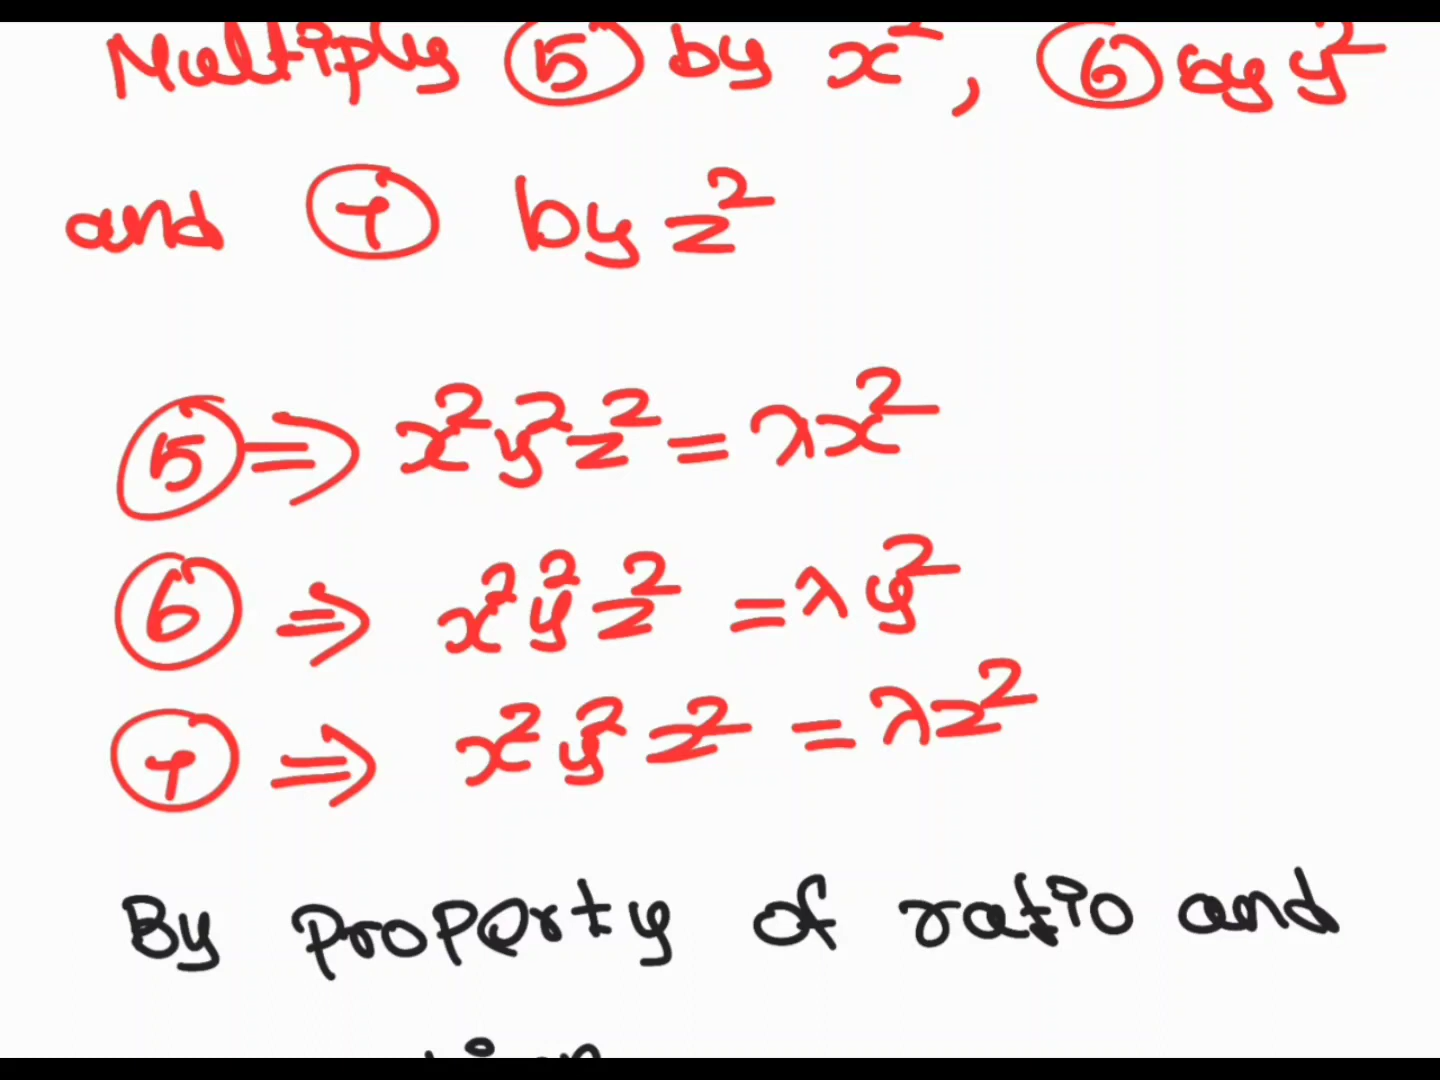 Multiply ⑤ by x², ⑥ by y²
and ⑦ by z²
⑤ ⇒ x²y²z² = λx²
⑥ ⇒ x²y²z² = λy²
⑦ ⇒ x²y²z² = λz²
By property of ratio and